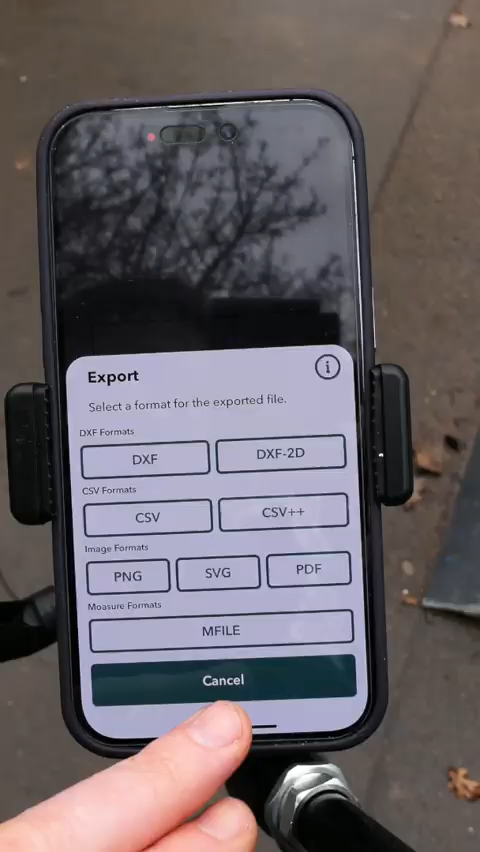 Export
Select a format for the exported file.
DXF Formats
DXF
DXF-2D
CSV Formats
CSV
CSV++
Image Formats
PNG
SVG
PDF
Moasure Formats
MFILE
Cancel